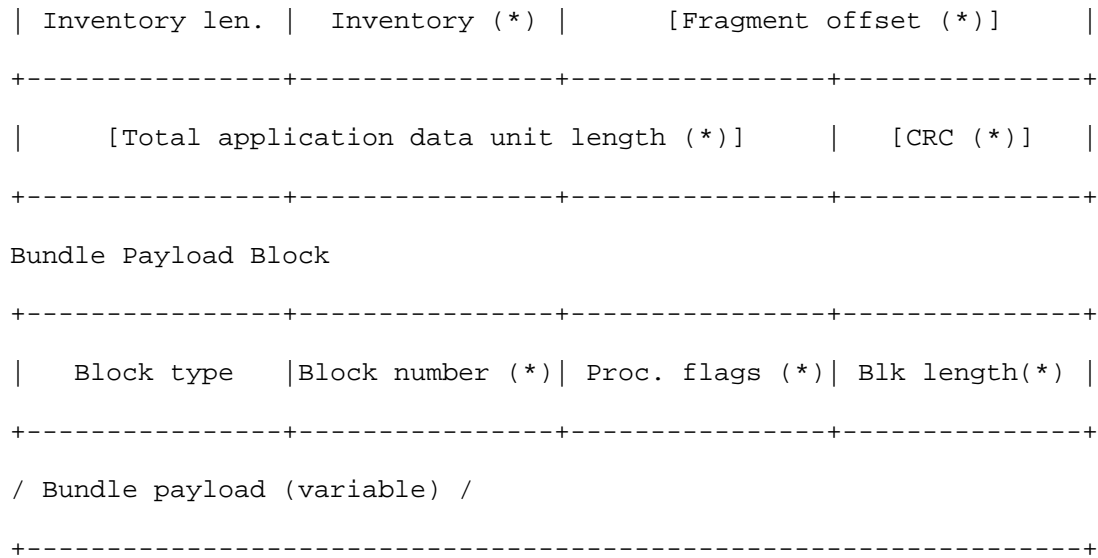 | Inventory len. | Inventory (*) |      [Fragment offset (*)]     |
+----------------+----------------+----------------+---------------+
|     [Total application data unit length (*)]     |   [CRC (*)]   |
+----------------+----------------+----------------+---------------+
Bundle Payload Block
+----------------+----------------+----------------+---------------+
|   Block type   |Block number (*)| Proc. flags (*)| Blk length(*) |
+----------------+----------------+----------------+---------------+
/ Bundle payload (variable) /
+------------------------------------------------------------------+